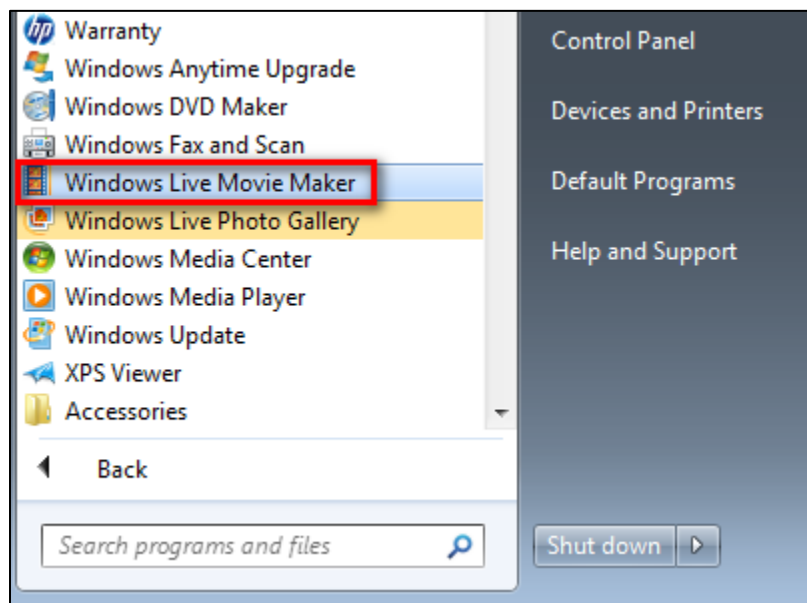 Warranty
Windows Anytime Upgrade
Windows DVD Maker
Windows Fax and Scan
Windows Live Movie Maker
Windows Live Photo Gallery
Windows Media Center
Windows Media Player
Windows Update
XPS Viewer
Accessories
Back
Search programs and files
Control Panel
Devices and Printers
Default Programs
Help and Support
Shut down